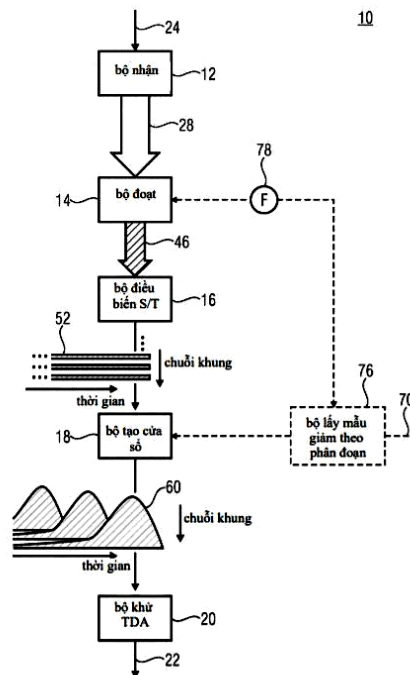 10
24
bộ nhận
12
28
78
F
bộ đoạt
14
46
bộ điều
biến S/T
16
52
chuỗi khung
thời gian
76
70
bộ tạo cửa
sổ
18
bộ lấy mẫu
giảm theo
phân đoạn
60
chuỗi khung
thời gian
bộ khử
TDA
20
22